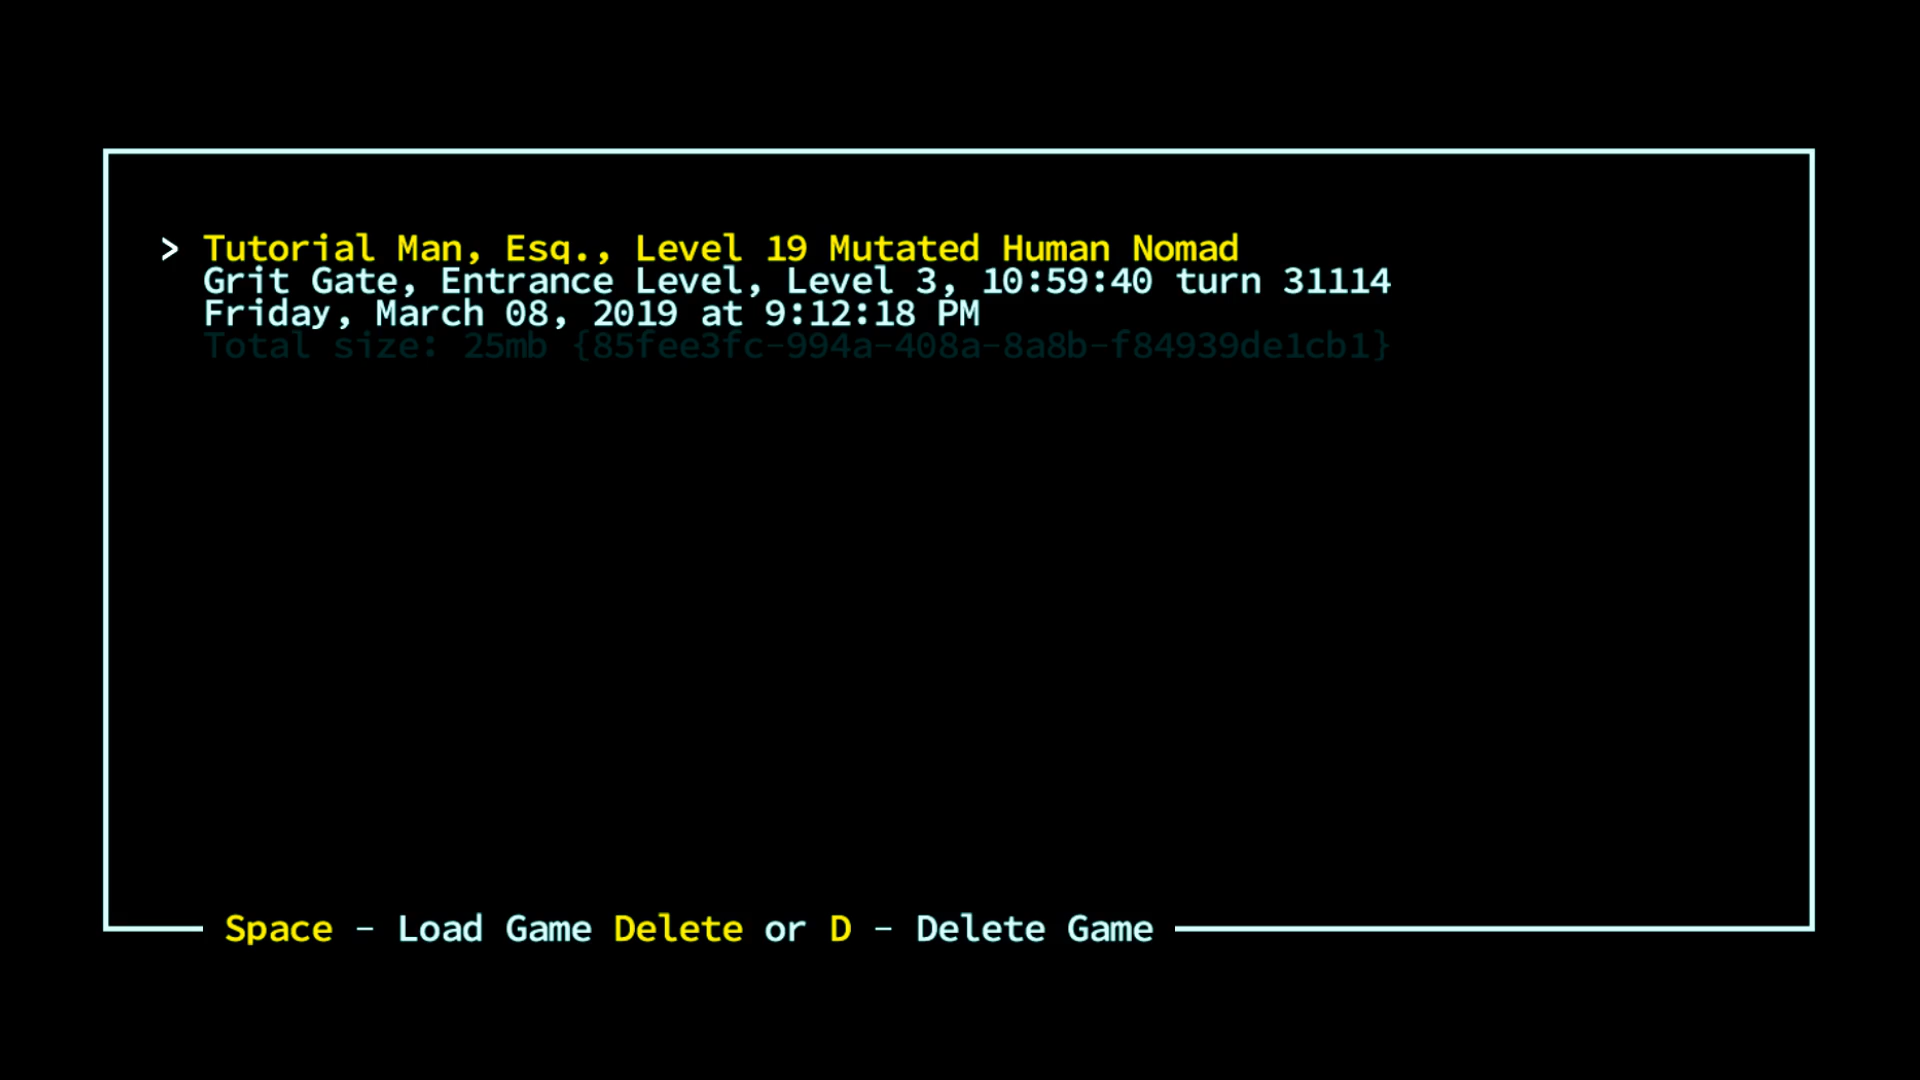 > Tutorial Man, Esq., Level 19 Mutated Human Nomad
Grit Gate, Entrance Level, Level 3, 10:59:40 turn 31114
Friday, March 08, 2019 at 9:12:18 PM
Total size: 25mb {85fee3fc-994a-408a-8a8b-f84939de1cb1}
Space - Load Game Delete or D - Delete Game